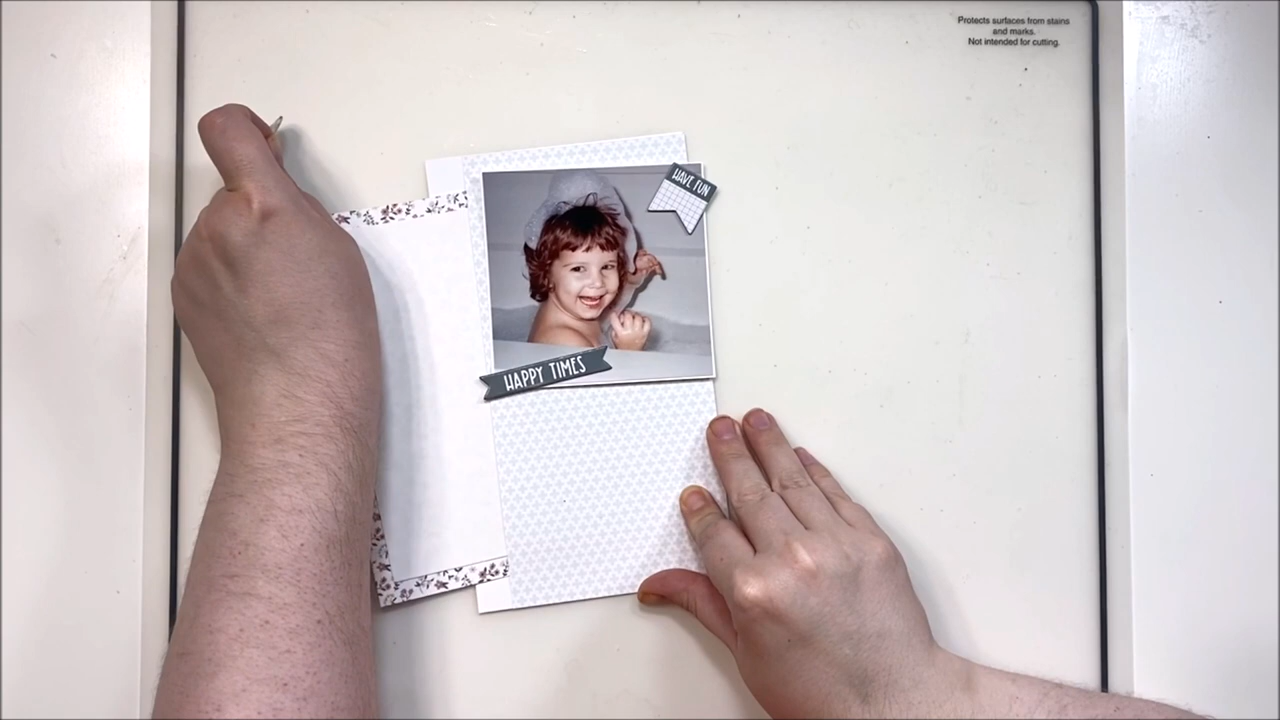 Protects surfaces from stains
and marks.
Not intended for cutting.
HAVE FUN
HAPPY TIMES